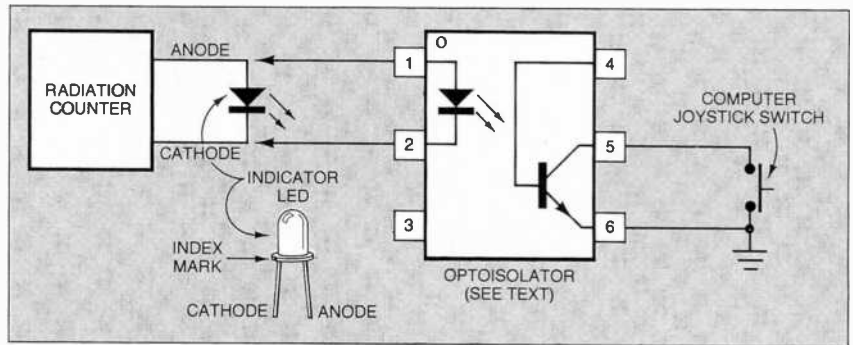 ANODE
RADIATION
COUNTER
CATHODE
INDICATOR
LED
INDEX
MARK
CATHODE
ANODE
O
1
2
3
4
5
6
OPTOISOLATOR
(SEE TEXT)
COMPUTER
JOYSTICK SWITCH